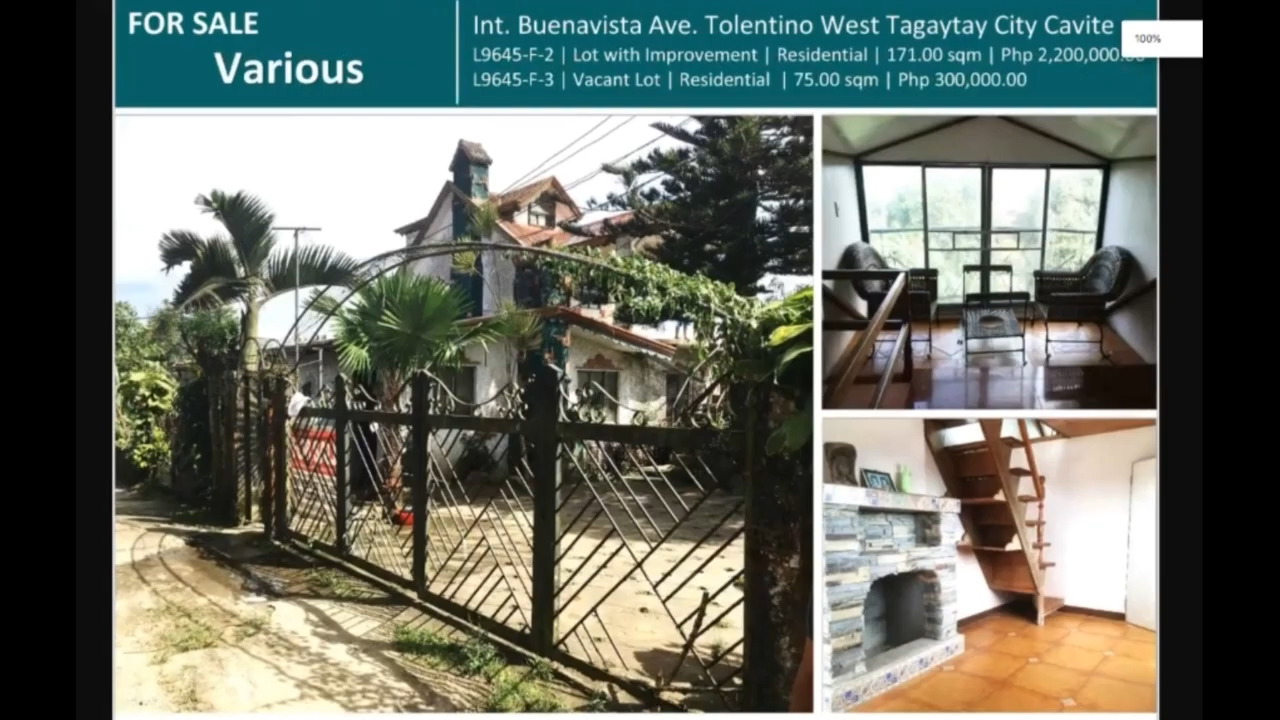 FOR SALE
Various
Int. Buenavista Ave. Tolentino West Tagaytay City Cavite
L9645-F-2 | Lot with Improvement | Residential | 171.00 sqm | Php 2,200,000.
L9645-F-3 | Vacant Lot | Residential | 75.00 sqm | Php 300,000.00
100%